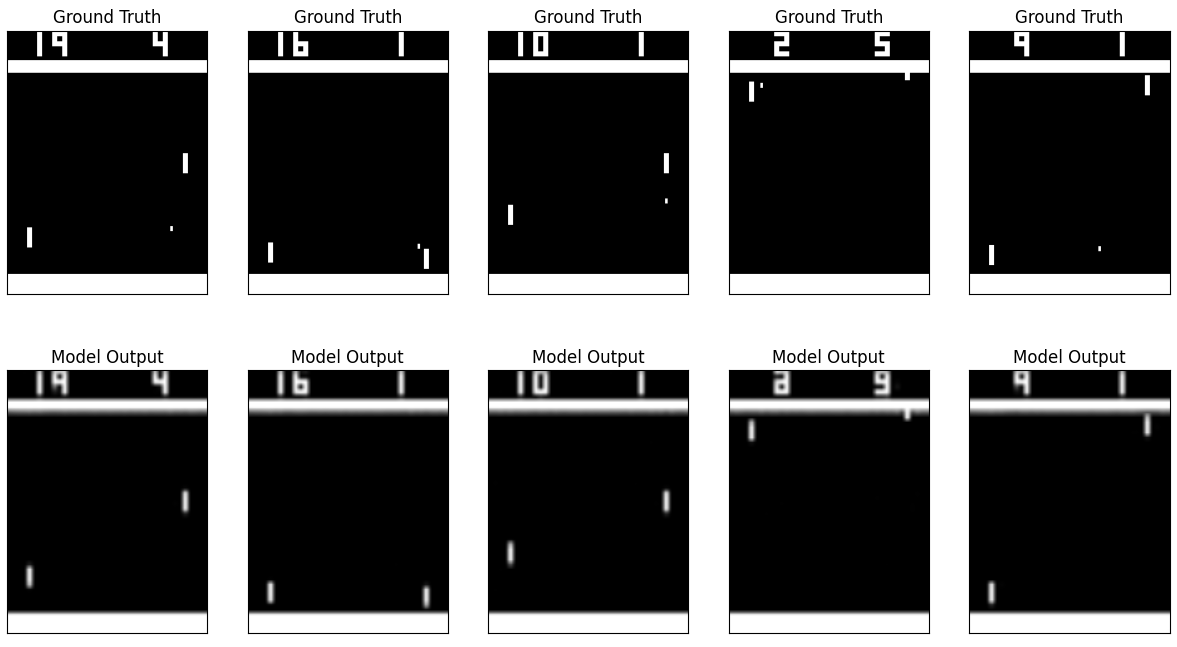 Ground Truth Ground Truth Ground Truth Ground Truth Ground Truth
19 4 16 1 10 1 2 5 9 1
Model Output Model Output Model Output Model Output Model Output
19 4 16 1 10 1 a 9 9 1